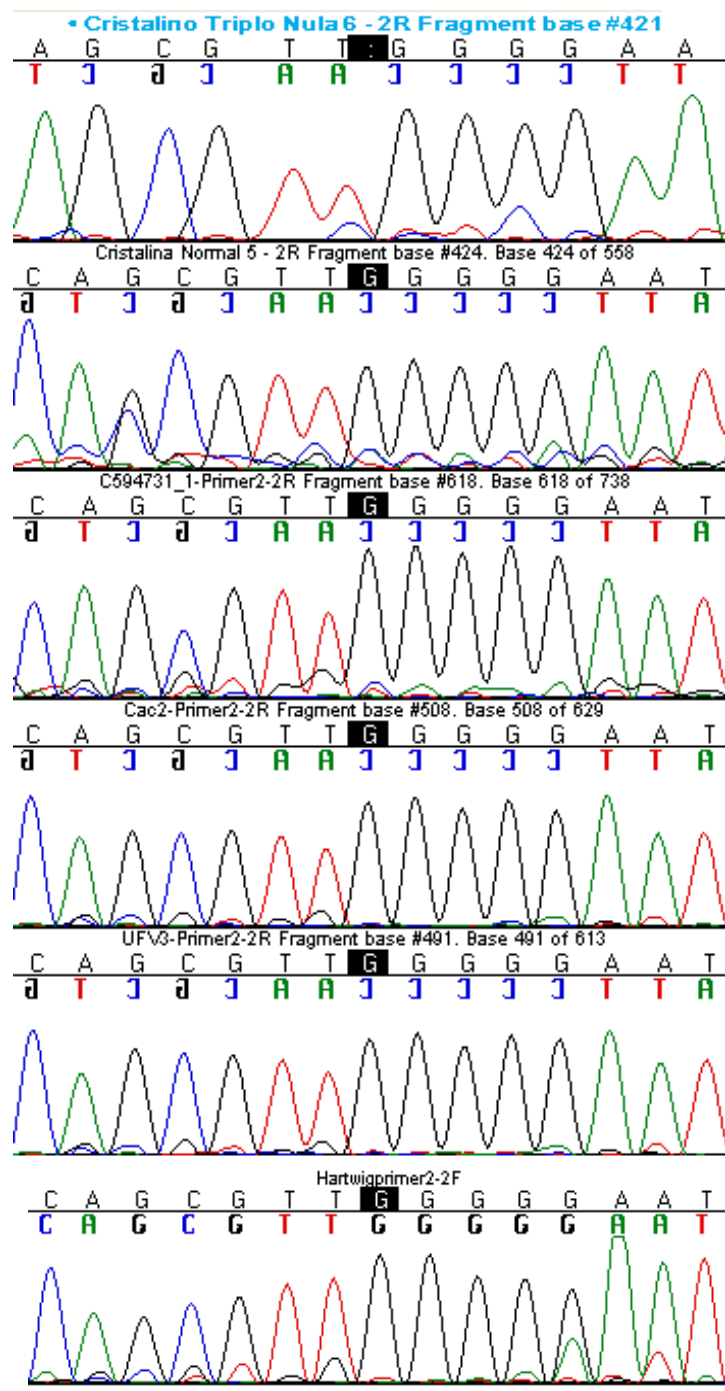 • Cristalino Triplo Nula 6 - 2R Fragment base #421
A G C G T T : G G G G A A
T C G C A A C C C C T T
Cristalina Normal 5 - 2R Fragment base #424. Base 424 of 558
C A G C G T T G G G G G A A T
G T C G C A A C C C C C T T A
C594731_1-Primer2-2R Fragment base #618. Base 618 of 738
C A G C G T T G G G G G A A T
G T C G C A A C C C C C T T A
Cac2-Primer2-2R Fragment base #508. Base 508 of 629
C A G C G T T G G G G G A A T
G T C G C A A C C C C C T T A
UFV3-Primer2-2R Fragment base #491. Base 491 of 613
C A G C G T T G G G G G A A T
G T C G C A A C C C C C T T A
Hartwigprimer2-2F
C A G C G T T G G G G G A A T
C A G C G T T G G G G G A A T